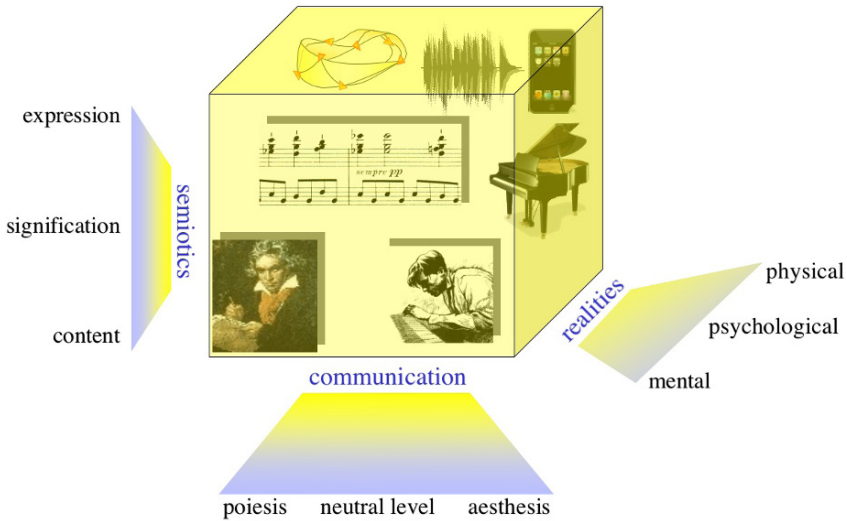 expression
signification
content
semiotics
sempre pp
realities
physical
psychological
mental
communication
poiesis neutral level aesthesis